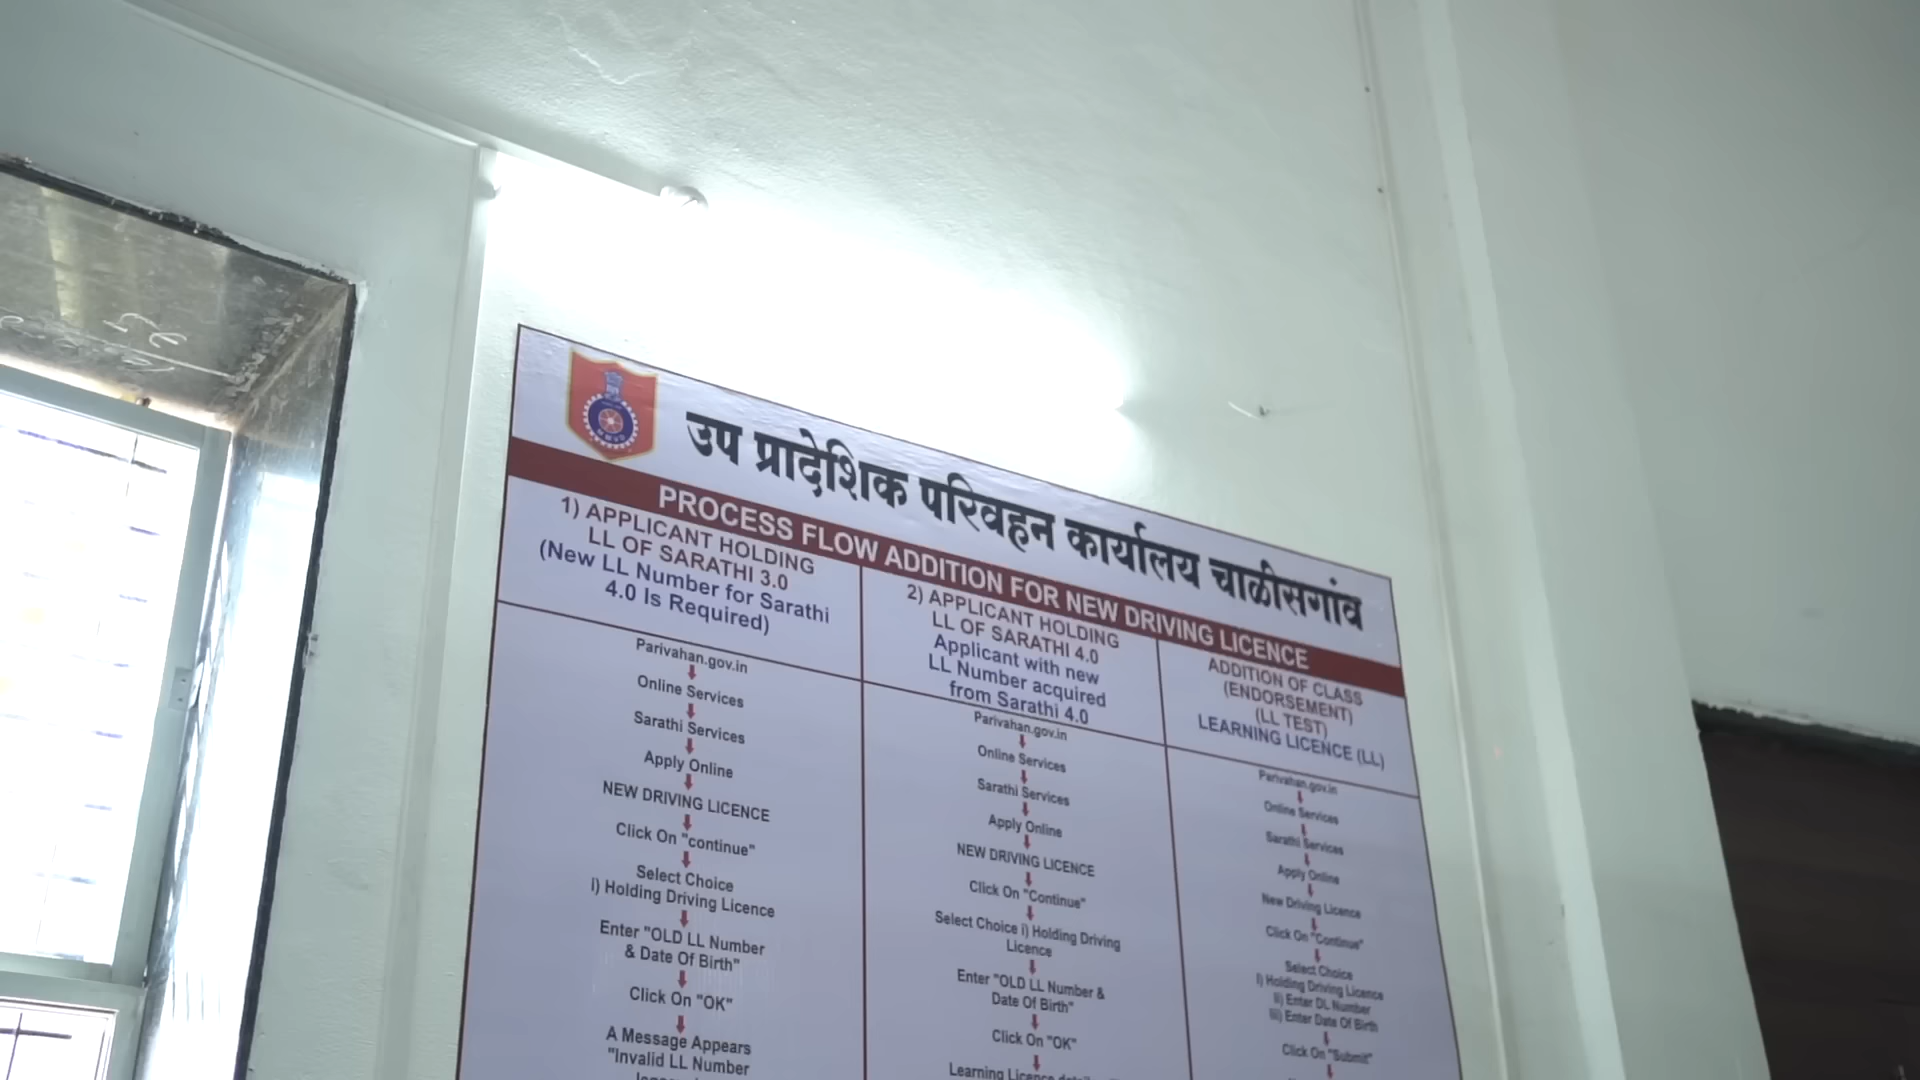 उप प्रादेशिक परिवहन कार्यालय चाळीसगांव
PROCESS FLOW ADDITION FOR NEW DRIVING LICENCE
1) APPLICANT HOLDING
LL OF SARATHI 3.0
(New LL Number for Sarathi
4.0 Is Required)
Parivahan.gov.in
Online Services
Sarathi Services
Apply Online
NEW DRIVING LICENCE
Click On "continue"
Select Choice
i) Holding Driving Licence
Enter "OLD LL Number
& Date Of Birth"
Click On "OK"
A Message Appears
"Invalid LL Number
2) APPLICANT HOLDING
LL OF SARATHI 4.0
Applicant with new
LL Number acquired
from Sarathi 4.0
Parivahan.gov.in
Online Services
Sarathi Services
Apply Online
NEW DRIVING LICENCE
Click On "Continue"
Select Choice i) Holding Driving
Licence
Enter "OLD LL Number &
Date Of Birth"
Click On "OK"
Learning Licence
ADDITION OF CLASS
(ENDORSEMENT)
(LL TEST)
LEARNING LICENCE (LL)
Parivahan.gov.in
Online Services
Sarathi Services
Apply Online
New Driving Licence
Click On "Continue"
Select Choice
i) Holding Driving Licence
ii) Enter DL Number
iii) Enter Date Of Birth
Click On "Submit"